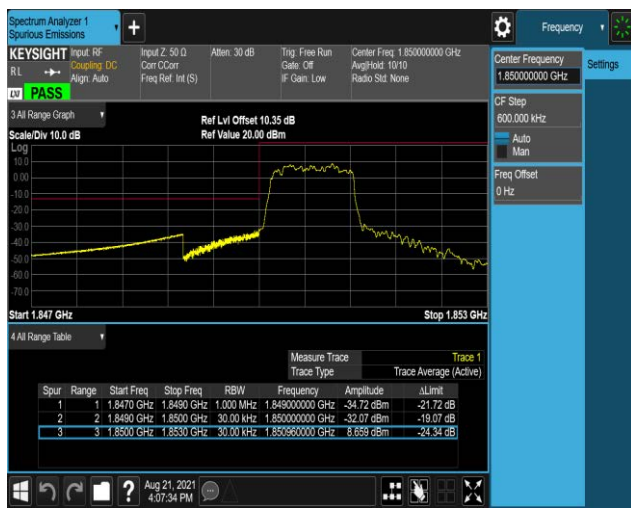 Spectrum Analyzer 1
Spurious Emissions
Frequency
KEYSIGHT Input: RF Input Z: 50 Ω Atten: 30 dB Trig: Free Run Center Freq: 1.850000000 GHz
RL Coupling: DC Corr CCorr Gate: Off Avg|Hold: 10/10
Align: Auto Freq Ref: Int (S) IF Gain: Low Radio Std: None
LXI PASS
Center Frequency
1.850000000 GHz
Settings
CF Step
600.000 kHz
Auto
Man
Freq Offset
0 Hz
3 All Range Graph
Ref Lvl Offset 10.35 dB
Scale/Div 10.0 dB Ref Value 20.00 dBm
Log
10.0
0.00
-10.0
-20.0
-30.0
-40.0
-50.0
-60.0
-70.0
Start 1.847 GHz Stop 1.853 GHz
4 All Range Table
Measure Trace Trace 1
Trace Type Trace Average (Active)
Spur Range Start Freq Stop Freq RBW Frequency Amplitude ΔLimit
1 1 1.8470 GHz 1.8490 GHz 1.000 MHz 1.849000000 GHz -34.72 dBm -21.72 dB
2 2 1.8490 GHz 1.8500 GHz 30.00 kHz 1.850000000 GHz -32.07 dBm -19.07 dB
3 3 1.8500 GHz 1.8530 GHz 30.00 kHz 1.850960000 GHz 8.659 dBm -24.34 dB
Aug 21, 2021
4:07:34 PM